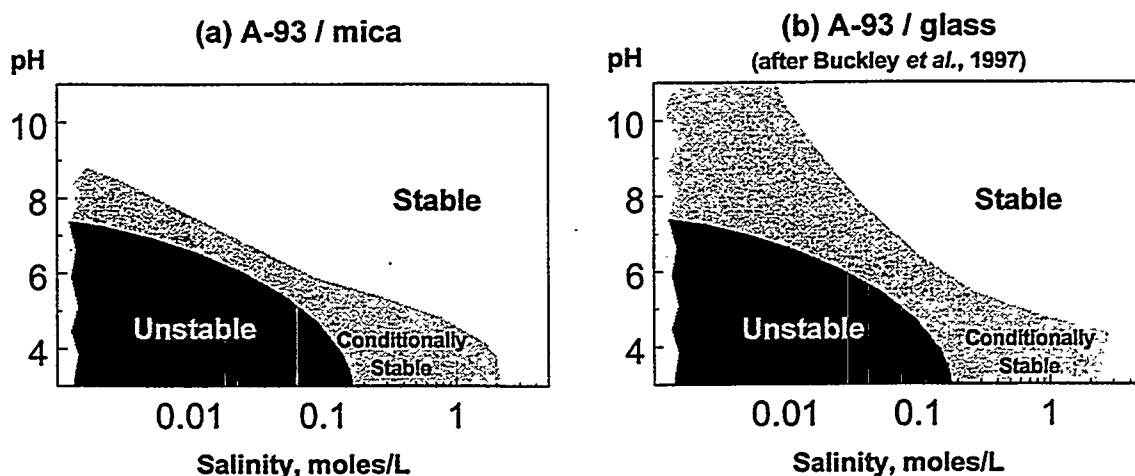 (a) A-93 / mica
pH
10
8
6
4
Stable
Unstable
Conditionally
Stable
0.01 0.1 1
Salinity, moles/L
(b) A-93 / glass
(after Buckley et al., 1997)
pH
10
8
6
4
Stable
Unstable
Conditionally
Stable
0.01 0.1 1
Salinity, moles/L